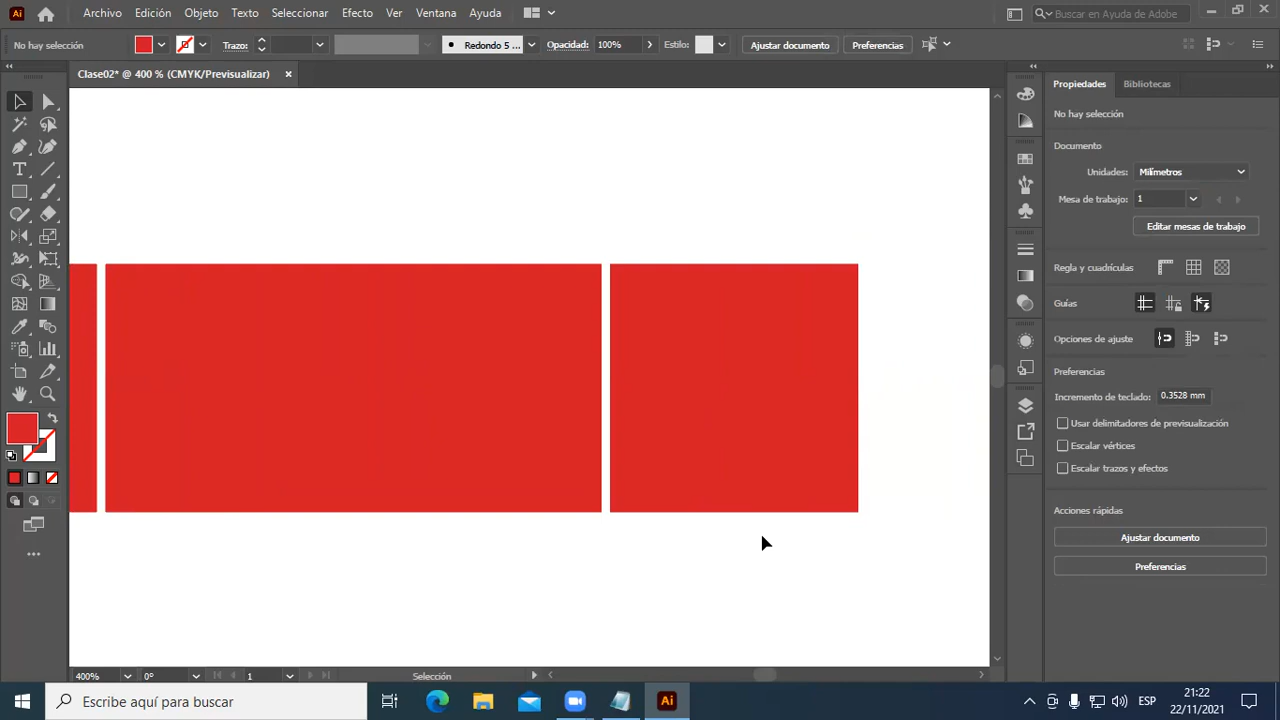 Ai Archivo Edición Objeto Texto Seleccionar Efecto Ver Ventana Ayuda Buscar en Ayuda de Adobe
No hay selección Trazo: Redondo 5 ... Opacidad: 100% Estilo: Ajustar documento Preferencias
Clase02* @ 400 % (CMYK/Previsualizar)
Propiedades Bibliotecas
No hay selección
Documento
Unidades: Milímetros
Mesa de trabajo: 1
Editar mesas de trabajo
Regla y cuadrículas
Guías
Opciones de ajuste
Preferencias
Incremento de teclado: 0.3528 mm
Usar delimitadores de previsualización
Escalar vértices
Escalar trazos y efectos
Acciones rápidas
Ajustar documento
Preferencias
400% 0° 1 Selección
Escribe aquí para buscar
Ai
ESP
21:22
22/11/2021